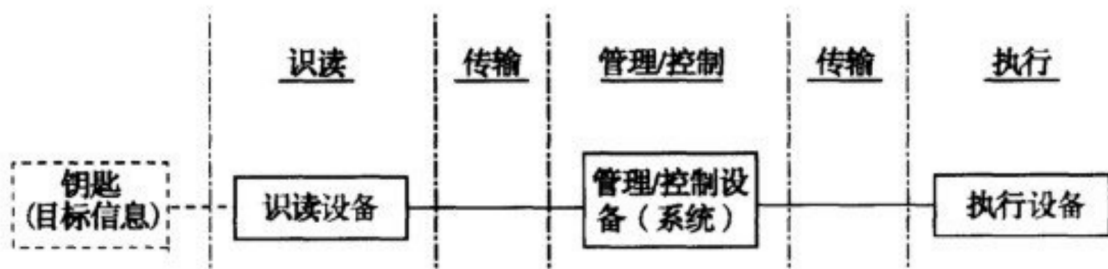 识读
传输
管理/控制
传输
执行
钥匙
(目标信息)
识读设备
管理/控制设
备（系统）
执行设备